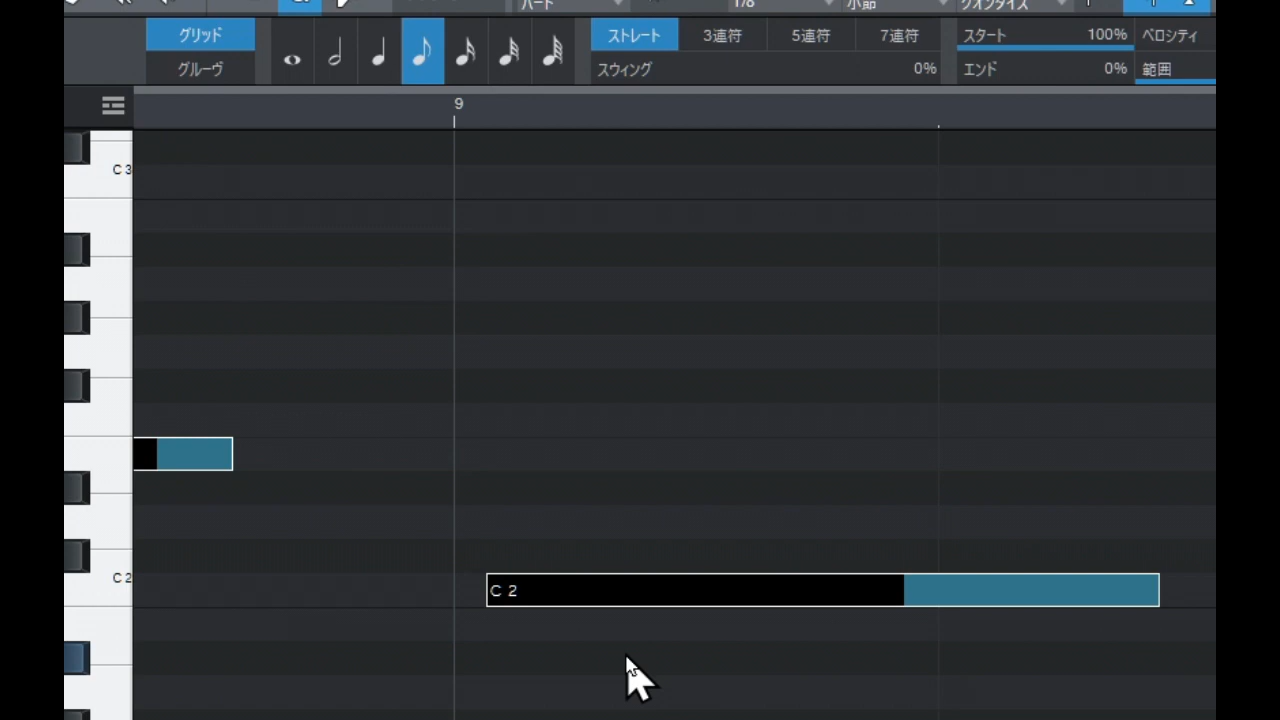 1/8
グリッド
ストレート 3連符 5連符 7連符
スタート 100% ベロシティ
グルーヴ
スウィング 0%
エンド 0% 範囲
9
C 3
C 2
C 2